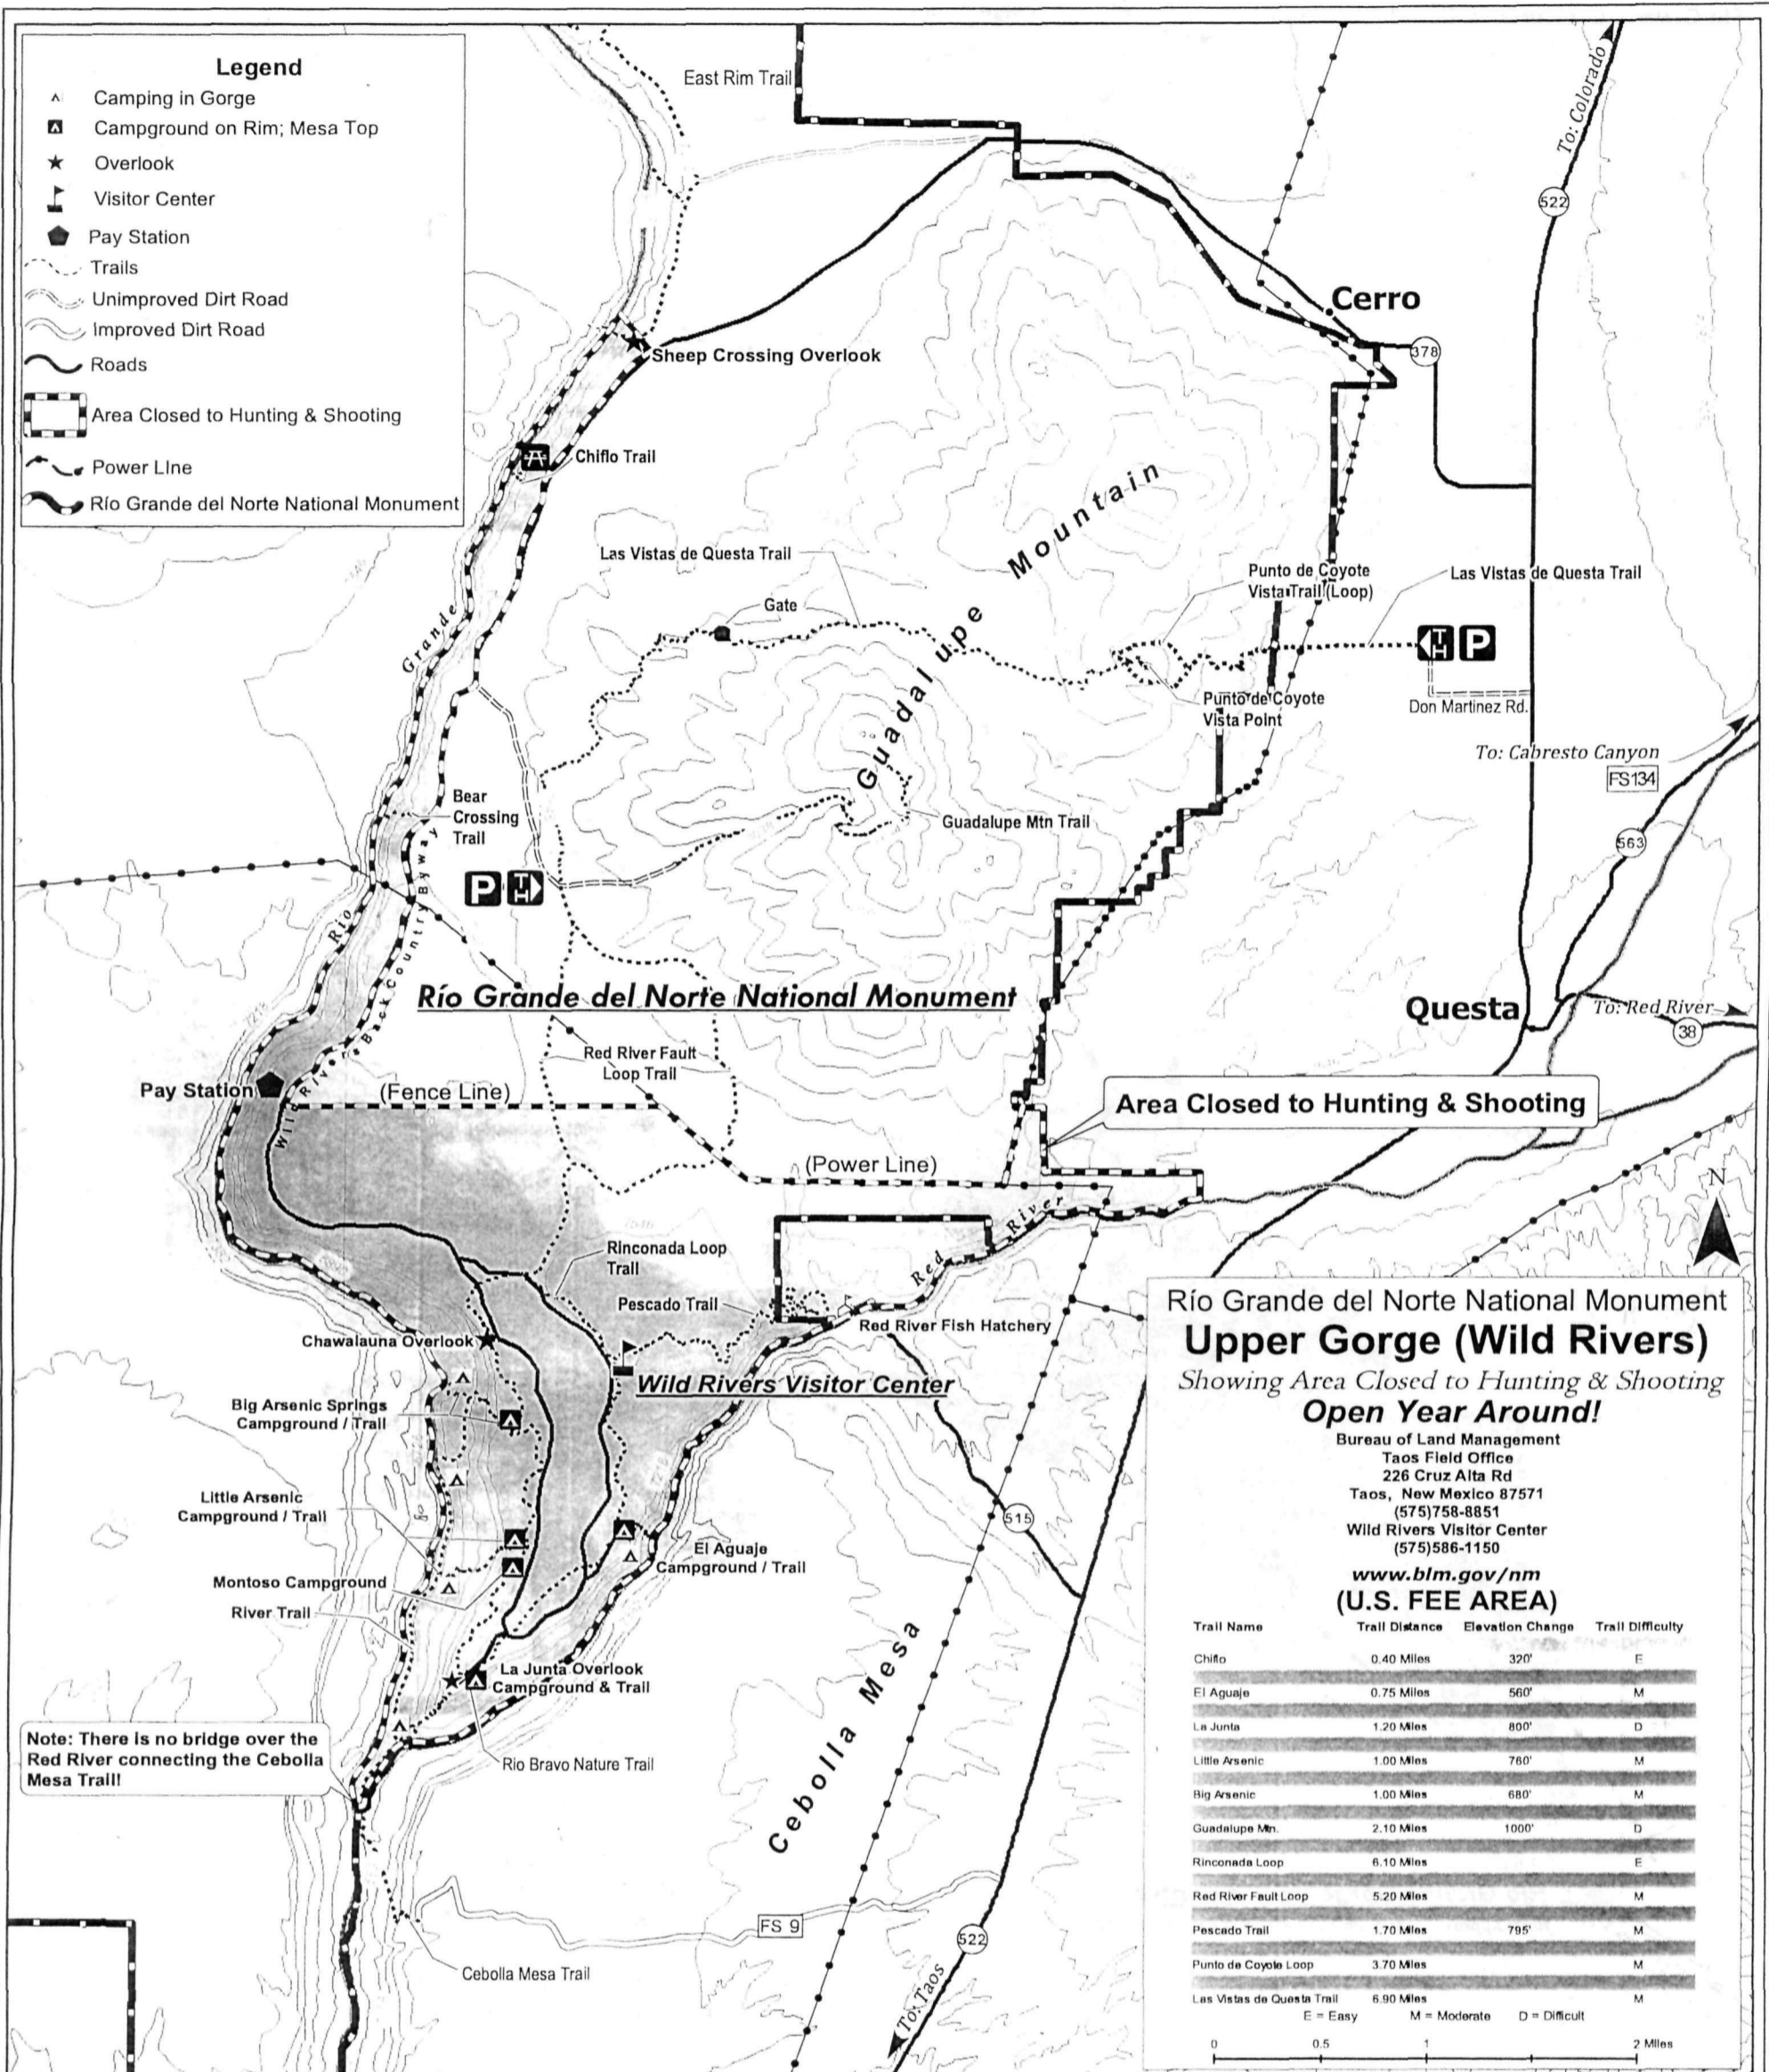 Legend
Camping in Gorge
Campground on Rim; Mesa Top
Overlook
Visitor Center
Pay Station
Trails
Unimproved Dirt Road
Improved Dirt Road
Roads
Area Closed to Hunting & Shooting
Power LIne
Río Grande del Norte National Monument
East Rim Trail
To: Colorado
522
Cerro
378
Sheep Crossing Overlook
Chiflo Trail
Guadalupe Mountain
Las Vistas de Questa Trail
Gate
Punto de Coyote
Vista Trail (Loop)
Las Vistas de Questa Trail
TH
P
Punto de Coyote
Vista Point
Don Martinez Rd.
To: Cabresto Canyon
FS134
563
Rio Grande
Bear
Crossing
Trail
Guadalupe Mtn Trail
P
TH
Wild Rivers Back Country Byway
Río Grande del Norte National Monument
Questa
To: Red River
38
Red River Fault
Loop Trail
Pay Station
(Fence Line)
Area Closed to Hunting & Shooting
(Power Line)
Red River
N
Rinconada Loop
Trail
Pescado Trail
Red River Fish Hatchery
Chawalauna Overlook
Wild Rivers Visitor Center
Big Arsenic Springs
Campground / Trail
Little Arsenic
Campground / Trail
515
El Aguaje
Campground / Trail
Montoso Campground
River Trail
La Junta Overlook
Campground & Trail
Cebolla Mesa
Note: There is no bridge over the
Red River connecting the Cebolla
Mesa Trail!
Rio Bravo Nature Trail
FS 9
522
Cebolla Mesa Trail
To: Taos
Río Grande del Norte National Monument
Upper Gorge (Wild Rivers)
Showing Area Closed to Hunting & Shooting
Open Year Around!
Bureau of Land Management
Taos Field Office
226 Cruz Alta Rd
Taos, New Mexico 87571
(575)758-8851
Wild Rivers Visitor Center
(575)586-1150
www.blm.gov/nm
(U.S. FEE AREA)
Trail Name Trail Distance Elevation Change Trail Difficulty
Chiflo 0.40 Miles 320' E
El Aguaje 0.75 Miles 560' M
La Junta 1.20 Miles 800' D
Little Arsenic 1.00 Miles 760' M
Big Arsenic 1.00 Miles 680' M
Guadalupe Mtn. 2.10 Miles 1000' D
Rinconada Loop 6.10 Miles E
Red River Fault Loop 5.20 Miles M
Pescado Trail 1.70 Miles 795' M
Punto de Coyote Loop 3.70 Miles M
Las Vistas de Questa Trail 6.90 Miles M
E = Easy M = Moderate D = Difficult
0 0.5 1 2 Miles